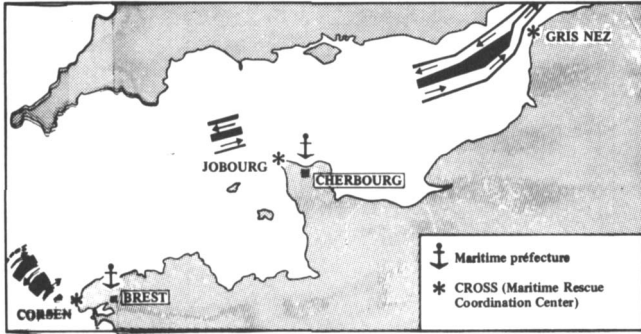 GRIS NEZ
JOBOURG
CHERBOURG
CORSEN
BREST
Maritime préfecture
CROSS (Maritime Rescue
Coordination Center)